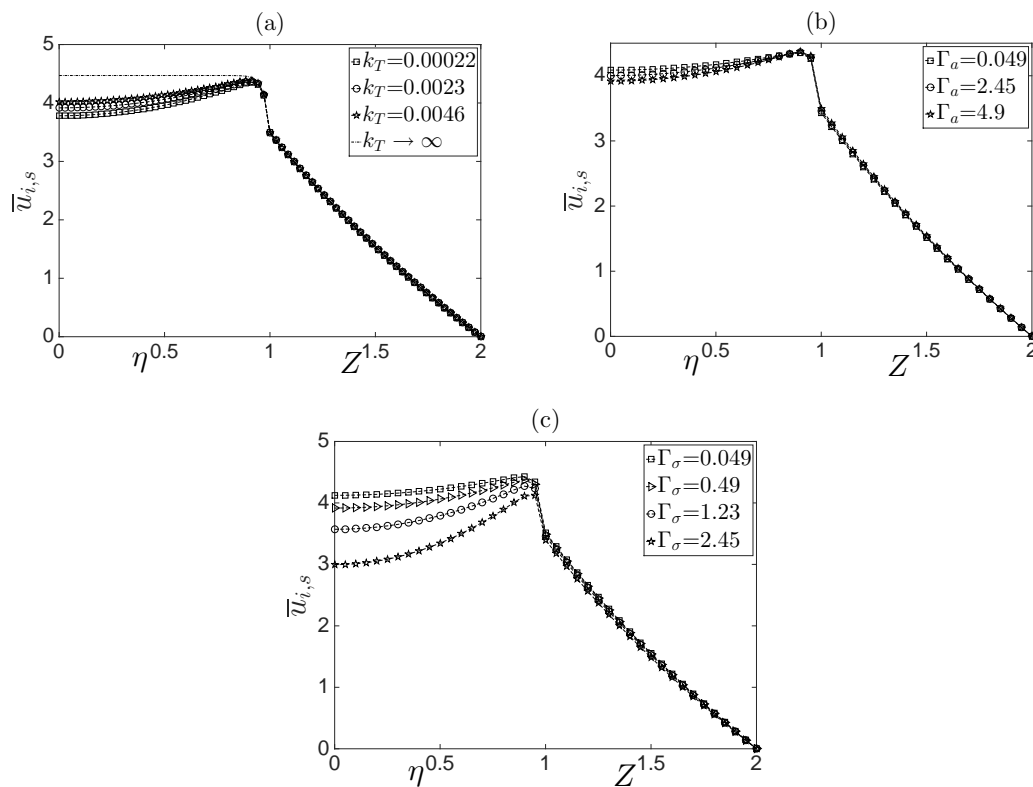 (a)
5
4
3
2
1
0
0
0.5
1
1.5
2
η
Z
u̅_{i,s}
k_T=0.00022
k_T=0.0023
k_T=0.0046
k_T → ∞
(b)
4
3
2
1
0
0
0.5
1
1.5
2
η
Z
u̅_{i,s}
Γ_a=0.049
Γ_a=2.45
Γ_a=4.9
(c)
5
4
3
2
1
0
0
0.5
1
1.5
2
η
Z
u̅_{i,s}
Γ_σ=0.049
Γ_σ=0.49
Γ_σ=1.23
Γ_σ=2.45